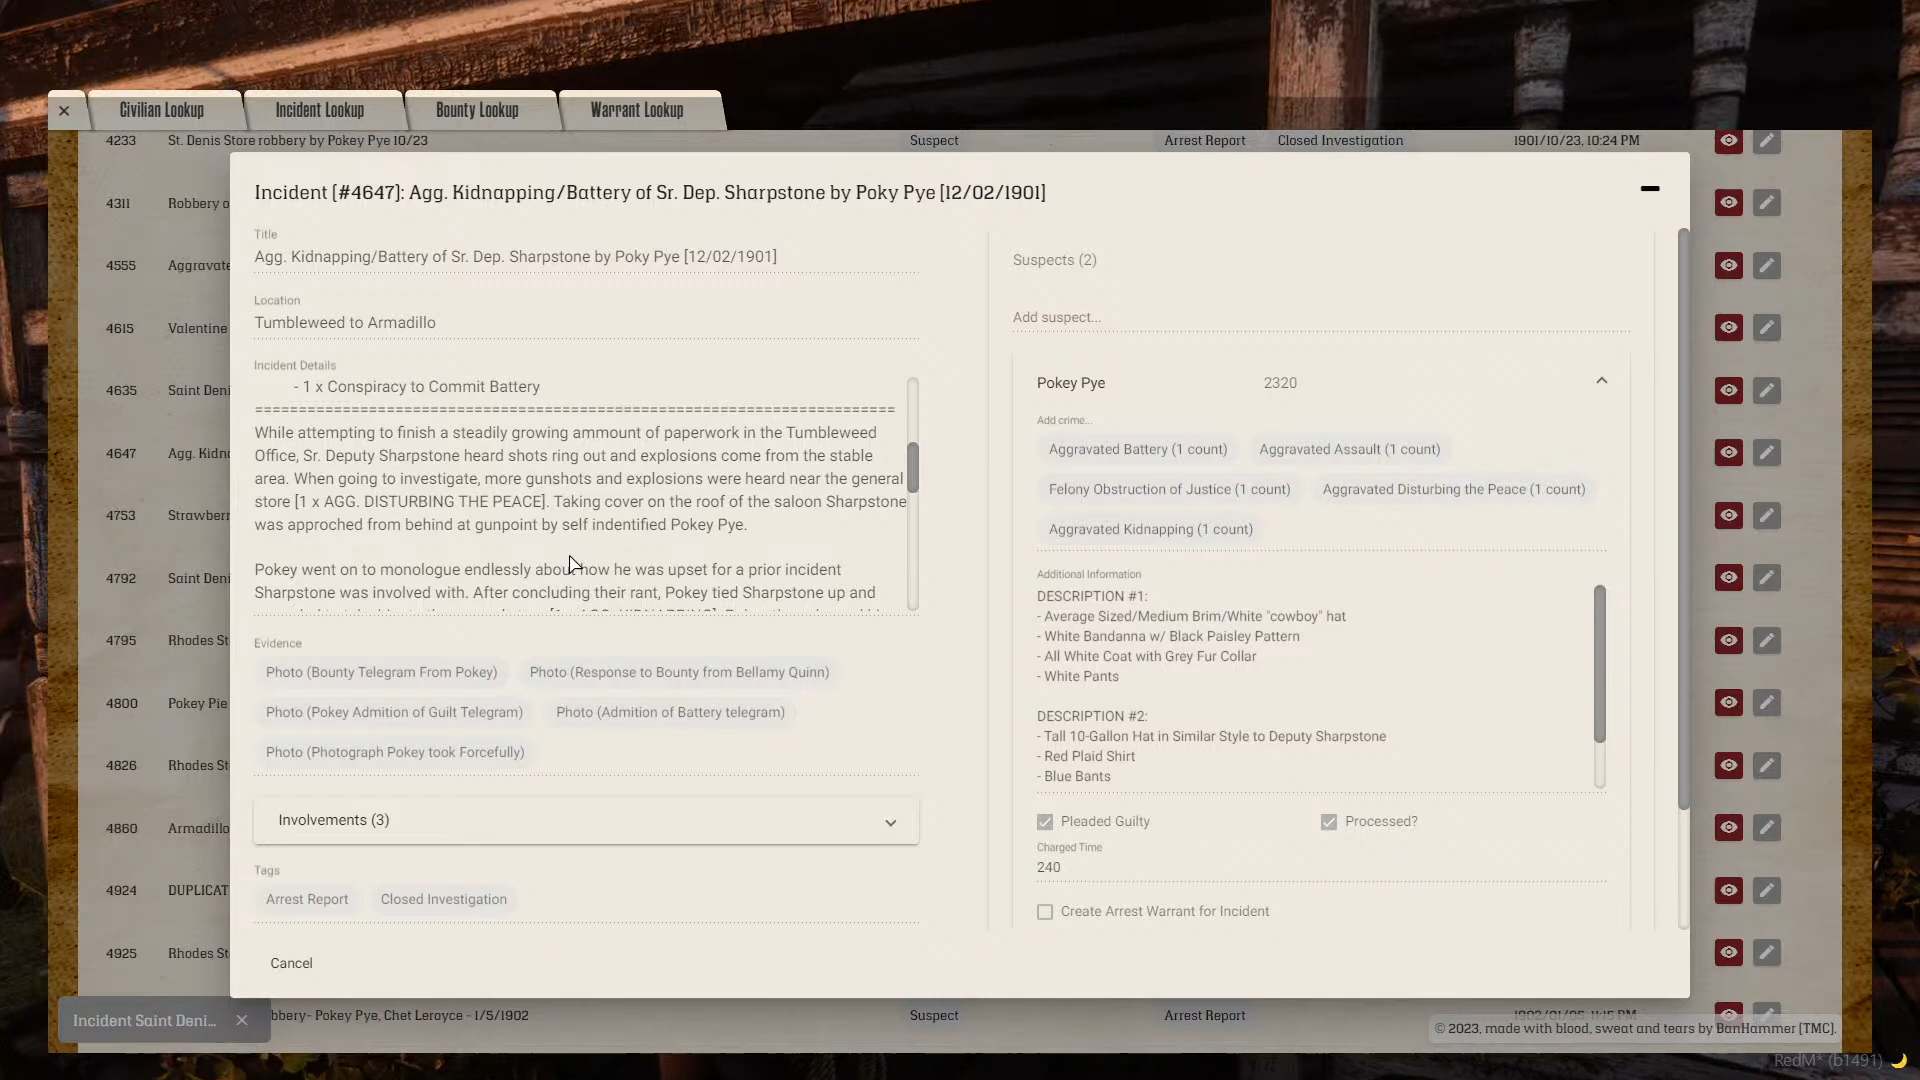 Civilian Lookup
Incident Lookup
Bounty Lookup
Warrant Lookup
4233 St. Denis Store robbery by Pokey Pye 10/23 Suspect Arrest Report Closed Investigation 1901/10/23, 10:24 PM
4311 Robbery o
4555 Aggravate
4615 Valentine
4635 Saint Deni
4647 Agg. Kidna
4753 Strawberr
4792 Saint Deni
4795 Rhodes St
4800 Pokey Pie
4826 Rhodes St
4860 Armadillo
4924 DUPLICAT
4925 Rhodes St
Incident [#4647]: Agg. Kidnapping/Battery of Sr. Dep. Sharpstone by Poky Pye [12/02/1901]
Title
Agg. Kidnapping/Battery of Sr. Dep. Sharpstone by Poky Pye [12/02/1901]
Location
Tumbleweed to Armadillo
Incident Details
- 1 x Conspiracy to Commit Battery
=========================================================================
While attempting to finish a steadily growing ammount of paperwork in the Tumbleweed
Office, Sr. Deputy Sharpstone heard shots ring out and explosions come from the stable
area. When going to investigate, more gunshots and explosions were heard near the general
store [1 x AGG. DISTURBING THE PEACE]. Taking cover on the roof of the saloon Sharpstone
was approched from behind at gunpoint by self indentified Pokey Pye.
Pokey went on to monologue endlessly about how he was upset for a prior incident
Sharpstone was involved with. After concluding their rant, Pokey tied Sharpstone up and
Evidence
Photo (Bounty Telegram From Pokey)
Photo (Response to Bounty from Bellamy Quinn)
Photo (Pokey Admition of Guilt Telegram)
Photo (Admition of Battery telegram)
Photo (Photograph Pokey took Forcefully)
Involvements (3)
Tags
Arrest Report
Closed Investigation
Cancel
Suspects (2)
Add suspect...
Pokey Pye 2320
Add crime...
Aggravated Battery (1 count)
Aggravated Assault (1 count)
Felony Obstruction of Justice (1 count)
Aggravated Disturbing the Peace (1 count)
Aggravated Kidnapping (1 count)
Additional Information
DESCRIPTION #1:
- Average Sized/Medium Brim/White "cowboy" hat
- White Bandanna w/ Black Paisley Pattern
- All White Coat with Grey Fur Collar
- White Pants
DESCRIPTION #2:
- Tall 10-Gallon Hat in Similar Style to Deputy Sharpstone
- Red Plaid Shirt
- Blue Bants
Pleaded Guilty
Processed?
Charged Time
240
Create Arrest Warrant for Incident
Incident Saint Deni...
bbery- Pokey Pye, Chet Leroyce - 1/5/1902 Suspect Arrest Report 1902/01/05, 11:15 PM
© 2023, made with blood, sweat and tears by BanHammer [TMC].
RedM* (b1491)